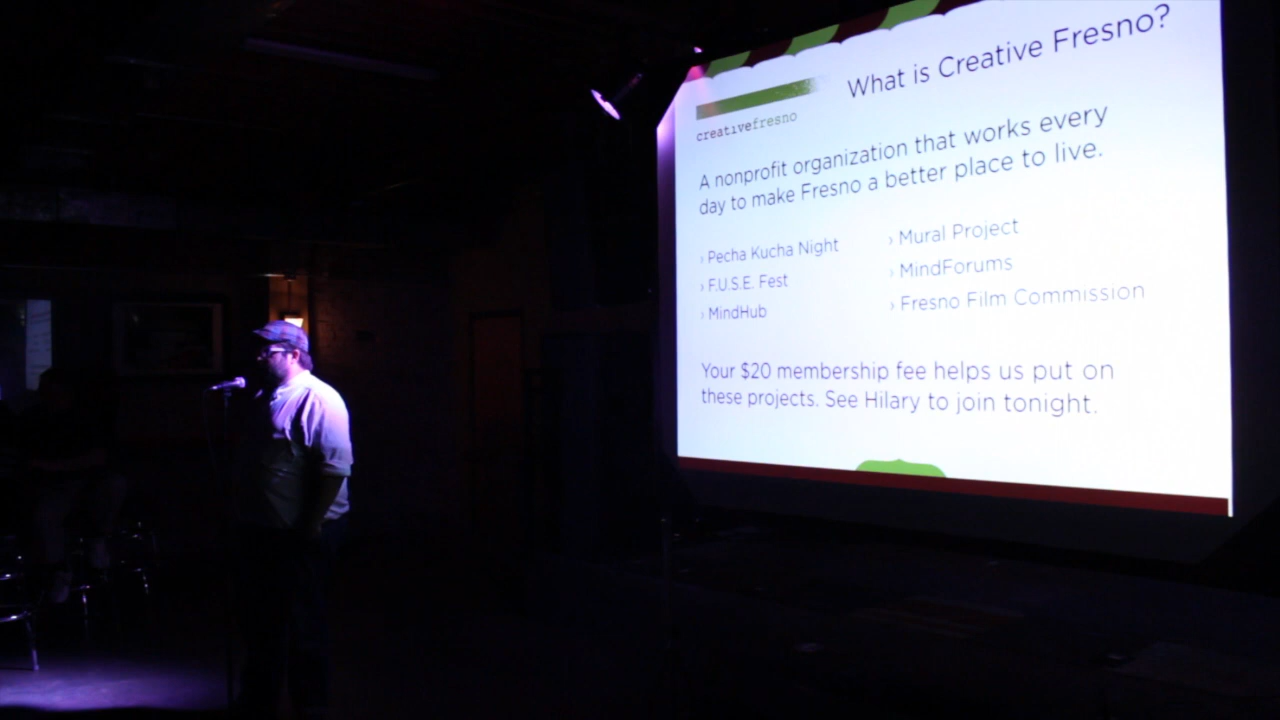 What is Creative Fresno?
creativefresno
A nonprofit organization that works every
day to make Fresno a better place to live.
› Pecha Kucha Night
› F.U.S.E. Fest
› MindHub
› Mural Project
› MindForums
› Fresno Film Commission
Your $20 membership fee helps us put on
these projects. See Hilary to join tonight.